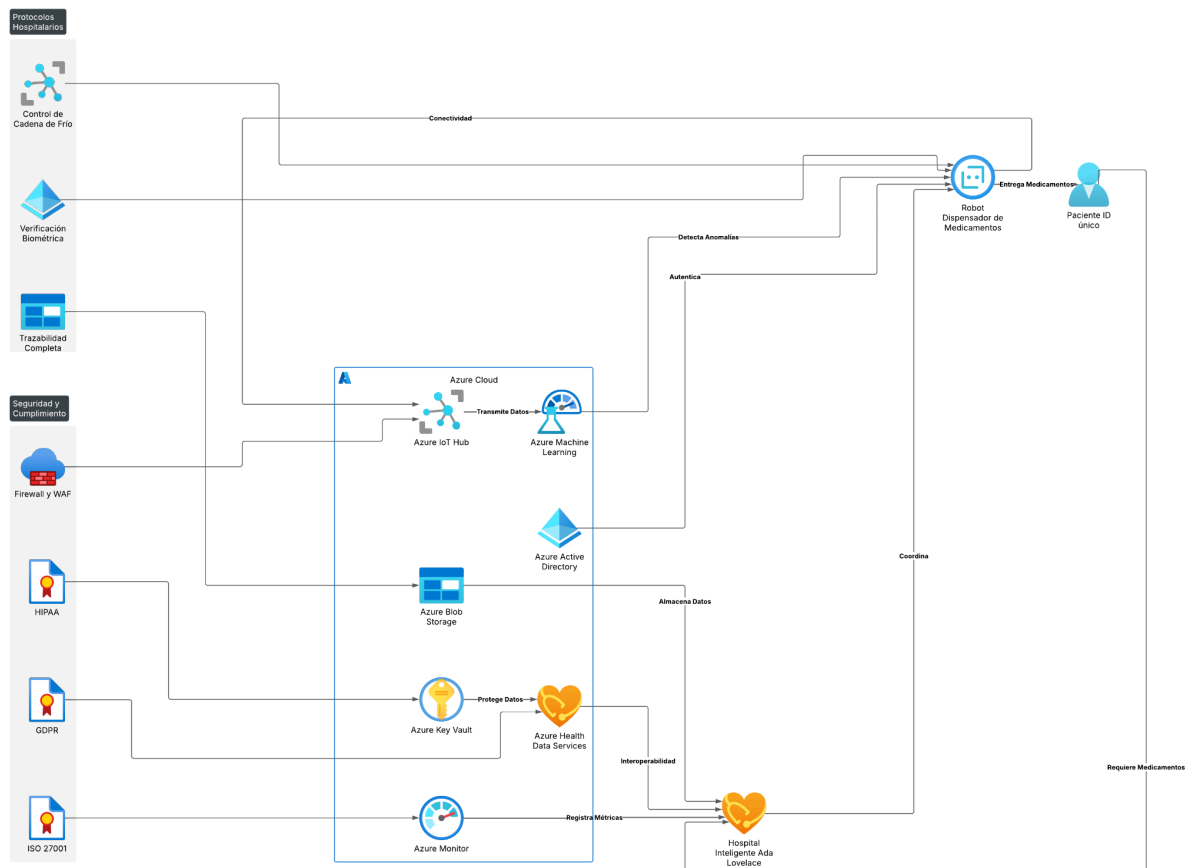 Protocolos
Hospitalarios
Control de
Cadena de Frío
Conectividad
Verificación
Biométrica
Robot
Dispensador de
Medicamentos
Entrega Medicamentos
Paciente ID
único
Detecta Anomalías
Autentica
Trazabilidad
Completa
Azure Cloud
Seguridad y
Cumplimiento
Azure IoT Hub
Transmite Datos
Azure Machine
Learning
Firewall y WAF
Azure Active
Directory
Coordina
HIPAA
Azure Blob
Storage
Almacena Datos
GDPR
Azure Key Vault
Protege Datos
Azure Health
Data Services
Interoperabilidad
Requiere Medicamentos
ISO 27001
Azure Monitor
Registra Métricas
Hospital
Inteligente Ada
Lovelace